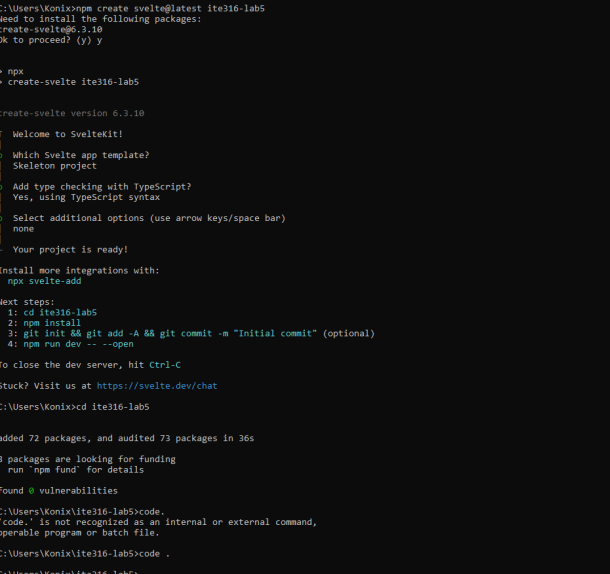 C:\Users\Konix>npm create svelte@latest ite316-lab5
Need to install the following packages:
create-svelte@6.3.10
Ok to proceed? (y) y
> npx
> create-svelte ite316-lab5
create-svelte version 6.3.10
Welcome to SvelteKit!
Which Svelte app template?
Skeleton project
Add type checking with TypeScript?
Yes, using TypeScript syntax
Select additional options (use arrow keys/space bar)
none
Your project is ready!
Install more integrations with:
npx svelte-add
Next steps:
1: cd ite316-lab5
2: npm install
3: git init && git add -A && git commit -m "Initial commit" (optional)
4: npm run dev -- --open
To close the dev server, hit Ctrl-C
Stuck? Visit us at https://svelte.dev/chat
C:\Users\Konix>cd ite316-lab5
added 72 packages, and audited 73 packages in 36s
packages are looking for funding
run `npm fund` for details
found 0 vulnerabilities
C:\Users\Konix\ite316-lab5>code.
'code.' is not recognized as an internal or external command,
operable program or batch file.
C:\Users\Konix\ite316-lab5>code .
C:\Users\Konix\ite316-lab5>